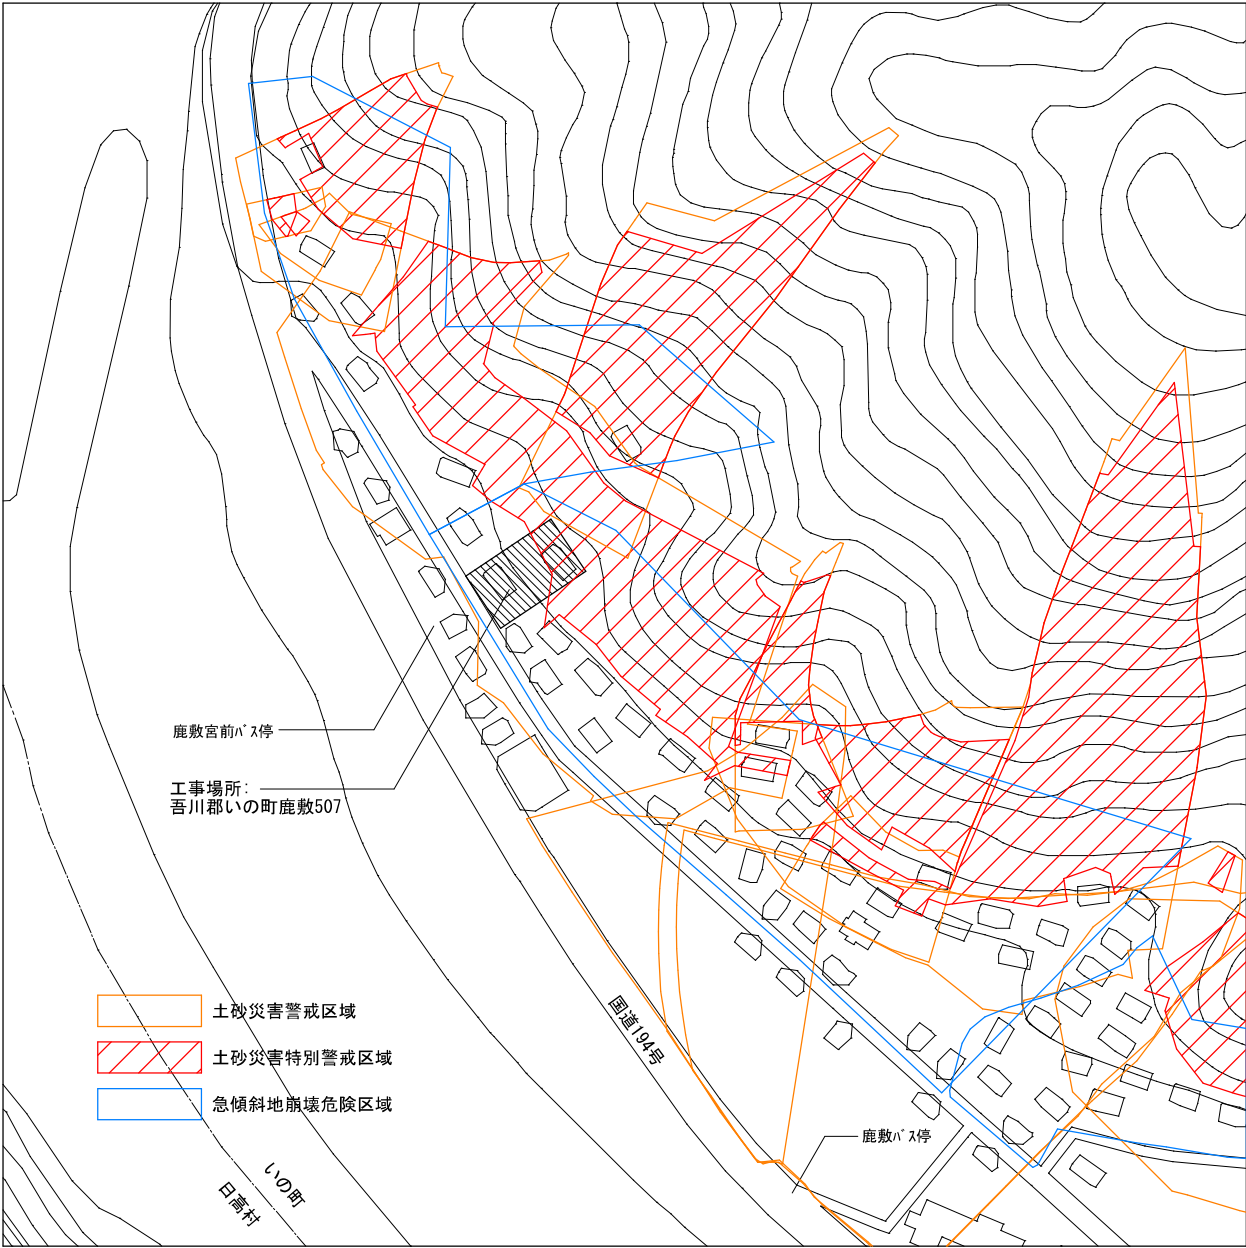 鹿敷宮前ﾊﾞｽ停
工事場所：
吾川郡いの町鹿敷507
土砂災害警戒区域
土砂災害特別警戒区域
急傾斜地崩壊危険区域
国道194号
鹿敷ﾊﾞｽ停
いの町
日高村